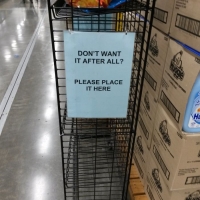 DON'T WANT
IT AFTER ALL?
PLEASE PLACE
IT HERE